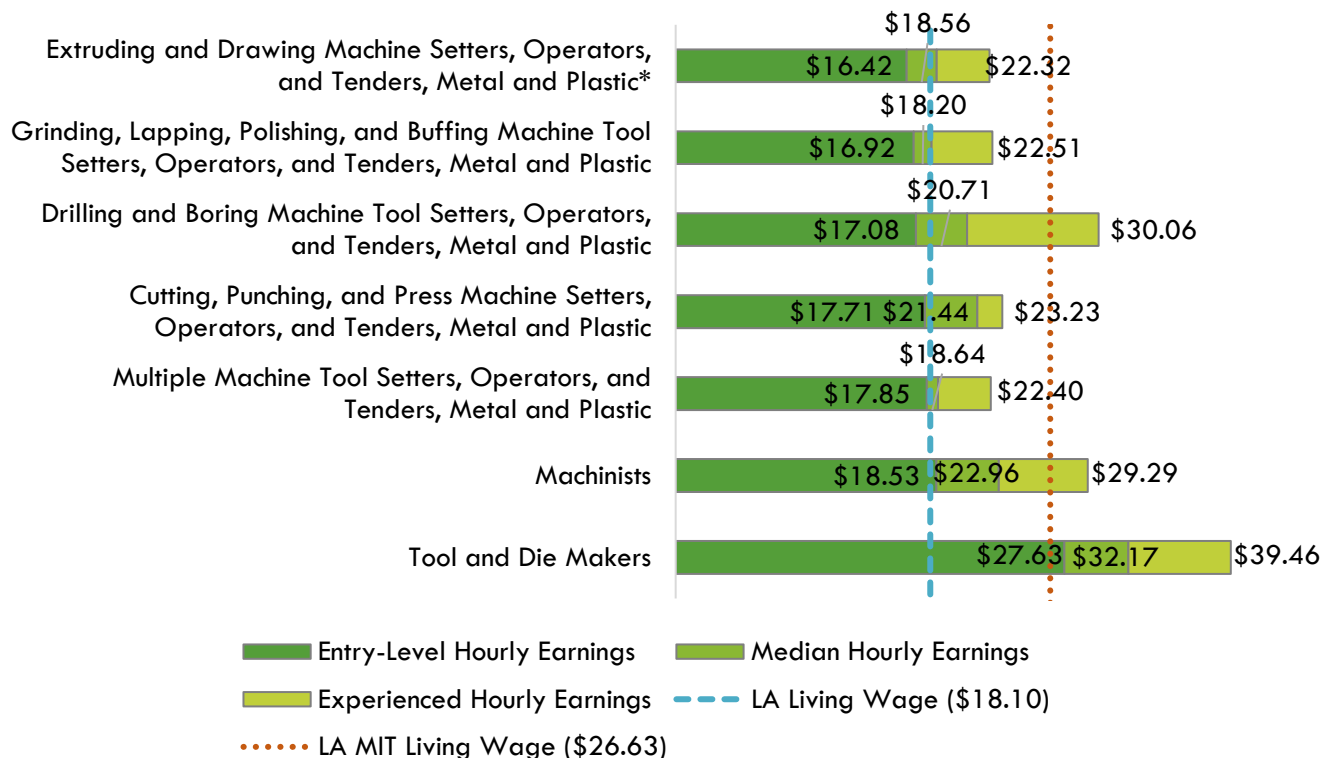 $18.56
Extruding and Drawing Machine Setters, Operators,
and Tenders, Metal and Plastic*
$16.42
$22.32
$18.20
Grinding, Lapping, Polishing, and Buffing Machine Tool
Setters, Operators, and Tenders, Metal and Plastic
$16.92
$22.51
$20.71
Drilling and Boring Machine Tool Setters, Operators,
and Tenders, Metal and Plastic
$17.08
$30.06
Cutting, Punching, and Press Machine Setters,
Operators, and Tenders, Metal and Plastic
$17.71 $21.44
$23.23
$18.64
Multiple Machine Tool Setters, Operators, and
Tenders, Metal and Plastic
$17.85
$22.40
Machinists
$18.53
$22.96
$29.29
Tool and Die Makers
$27.63
$32.17
$39.46
Entry-Level Hourly Earnings
Median Hourly Earnings
Experienced Hourly Earnings
LA Living Wage ($18.10)
LA MIT Living Wage ($26.63)